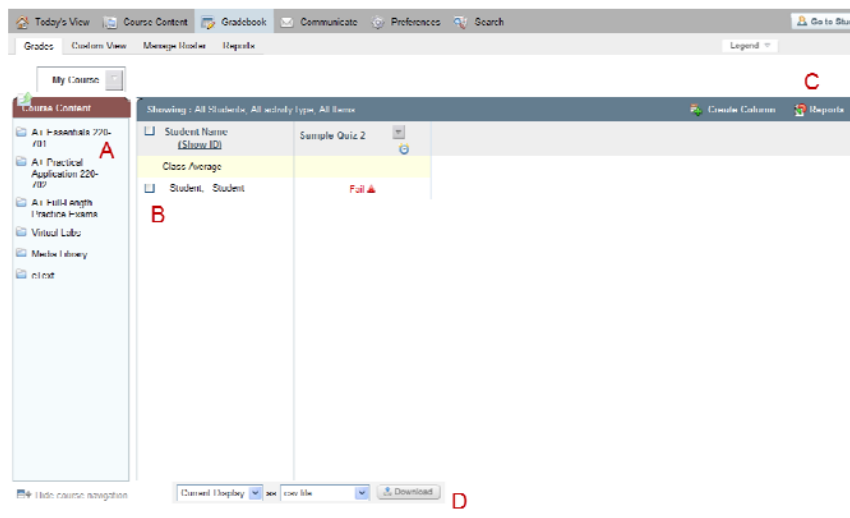 Today's View Course Content Gradebook Communicate Preferences Search Go to Stu
Grades Custom View Manage Roster Reports Legend
My Course
C
Course Content
Showing : All Students, All activity type, All Items Create Column Reports
A+ Essentials 220-
701
A
A+ Practical
Application 220-
702
A+ Full-Length
Practice Exams
Virtual Labs
Media Library
eText
Student Name
(Show ID)
Sample Quiz 2
Class Average
Student, Student Fail
B
Hide course navigation
Current Display as csv file Download
D